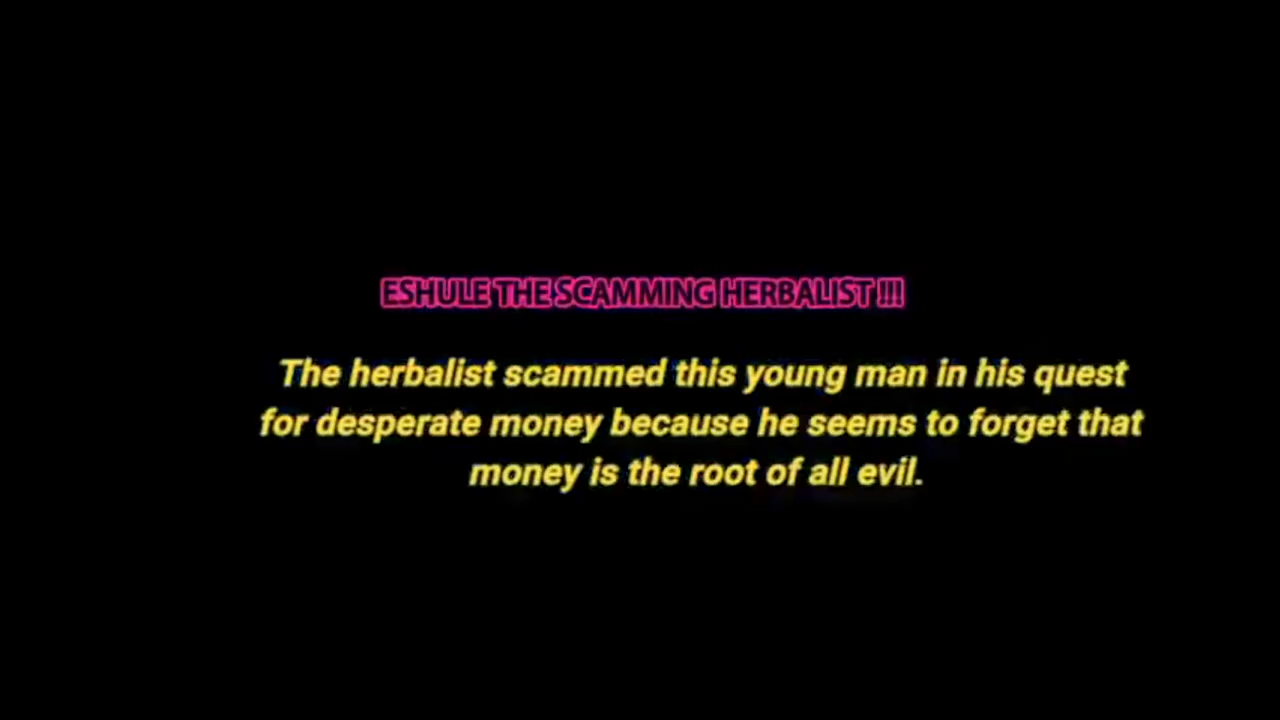 ESHULE THE SCAMMING HERBALIST !!!
The herbalist scammed this young man in his quest
for desperate money because he seems to forget that
money is the root of all evil.